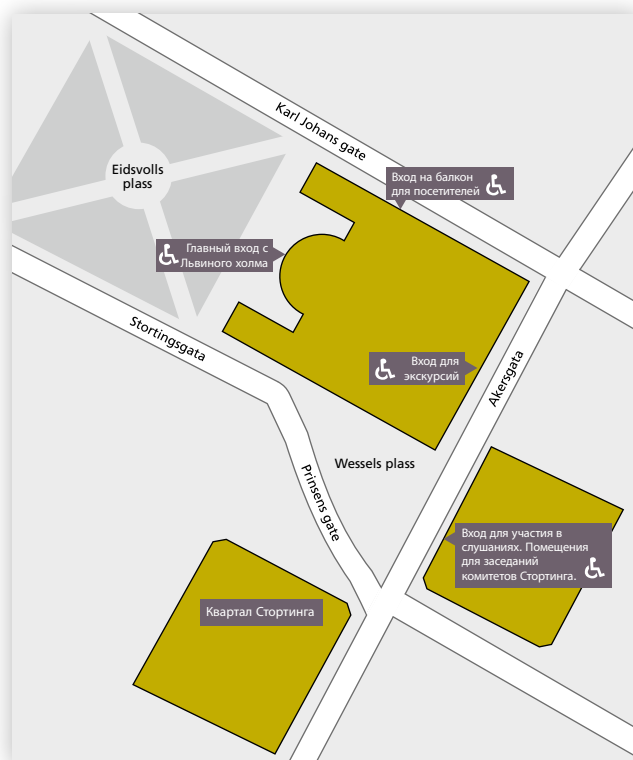 Karl Johans gate
Eidsvolls
plass
Вход на балкон
для посетителей
Главный вход с
Львиного холма
Stortingsgata
Вход для
экскурсий
Akersgata
Wessels plass
Prinsens gate
Вход для участия в
слушаниях. Помещения
для заседаний
комитетов Стортинга.
Квартал Стортинга